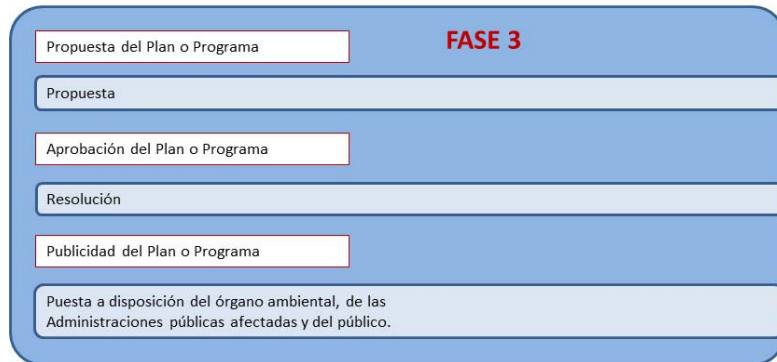 FASE 3
Propuesta del Plan o Programa
Propuesta
Aprobación del Plan o Programa
Resolución
Publicidad del Plan o Programa
Puesta a disposición del órgano ambiental, de las
Administraciones públicas afectadas y del público.